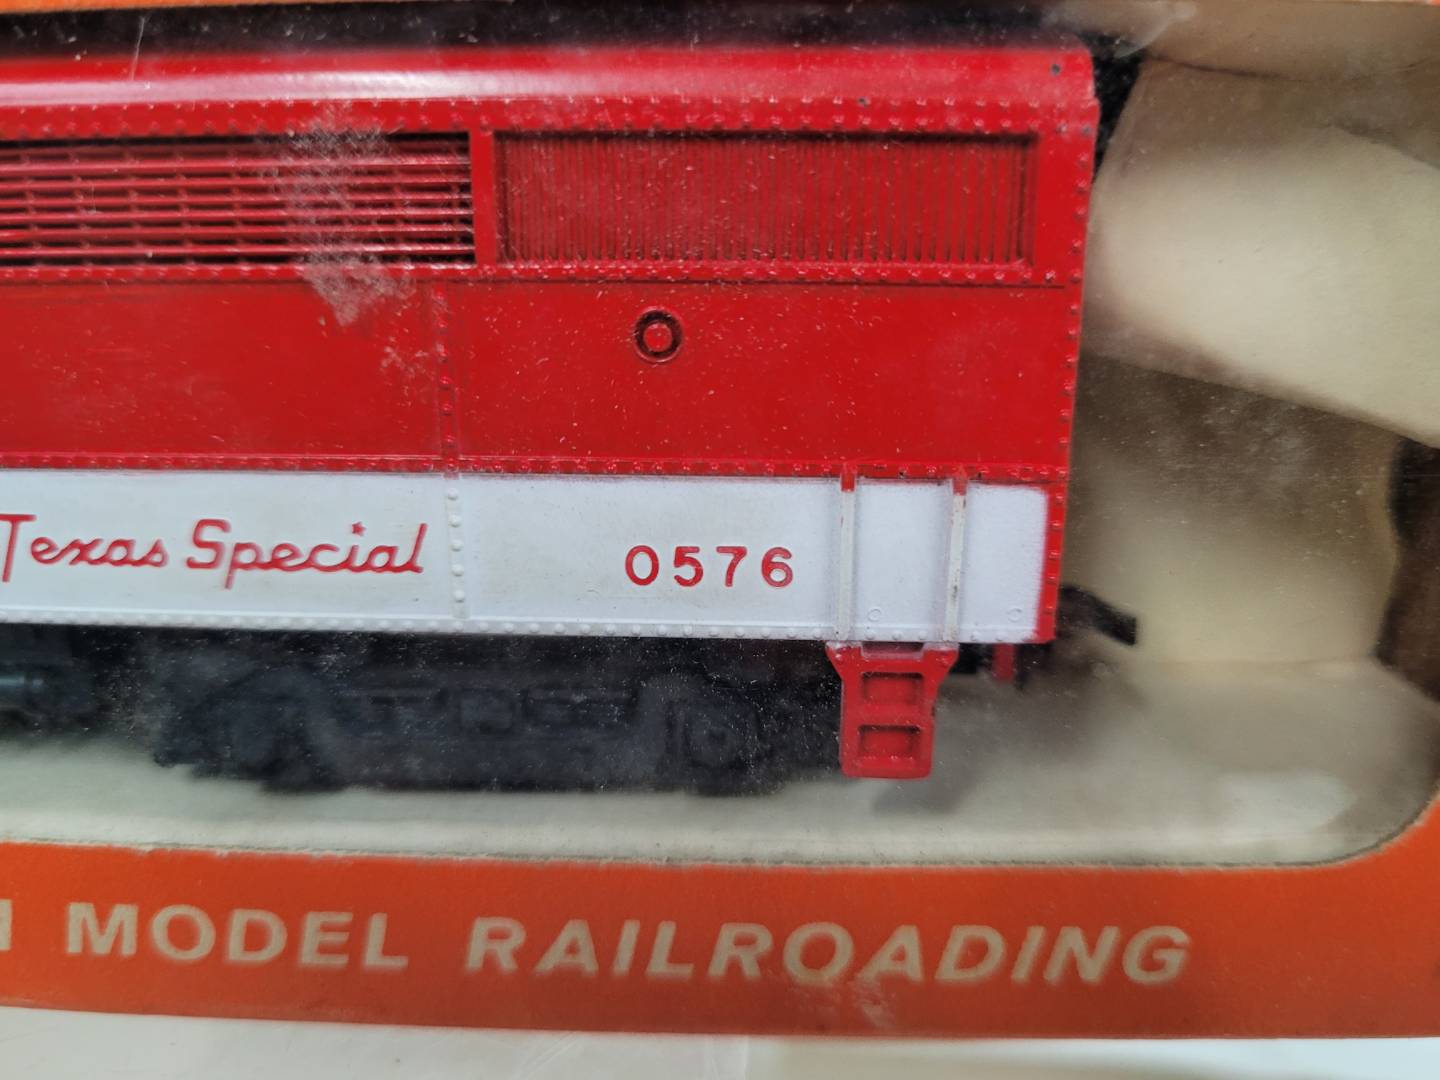 Texas Special
0576
MODEL RAILROADING